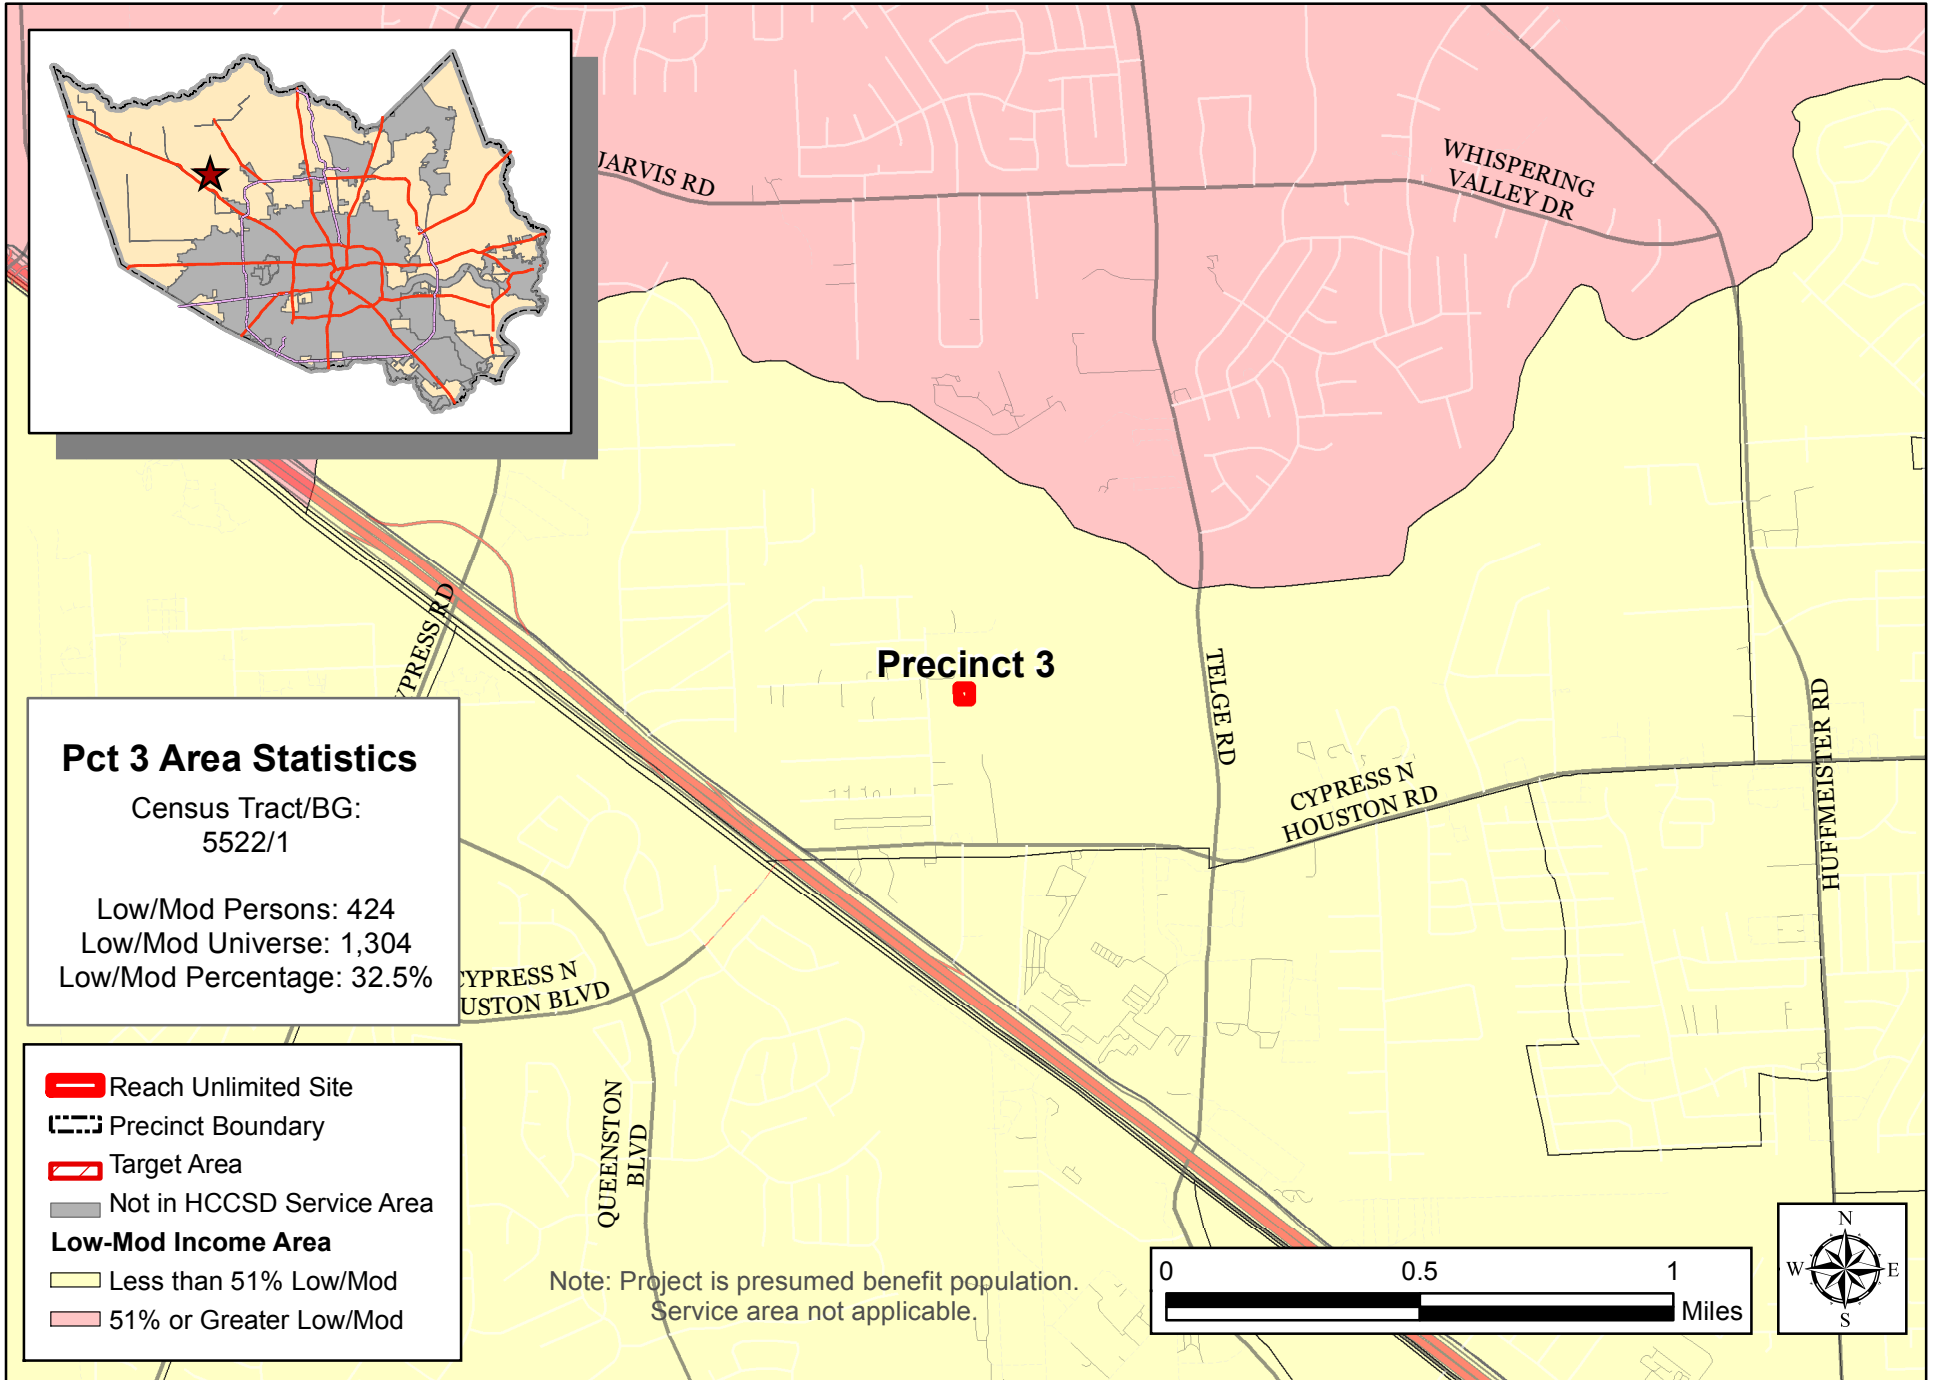 JARVIS RD
WHISPERING
VALLEY DR
Precinct 3
TELGE RD
CYPRESS N
HOUSTON RD
HUFFMEISTER RD
YPRESS RD
Pct 3 Area Statistics
Census Tract/BG:
5522/1
Low/Mod Persons: 424
Low/Mod Universe: 1,304
Low/Mod Percentage: 32.5%
CYPRESS N
USTON BLVD
QUEENSTON
BLVD
Reach Unlimited Site
Precinct Boundary
Target Area
Not in HCCSD Service Area
Low-Mod Income Area
Less than 51% Low/Mod
51% or Greater Low/Mod
Note: Project is presumed benefit population.
Service area not applicable.
0 0.5 1
Miles
N
W E
S